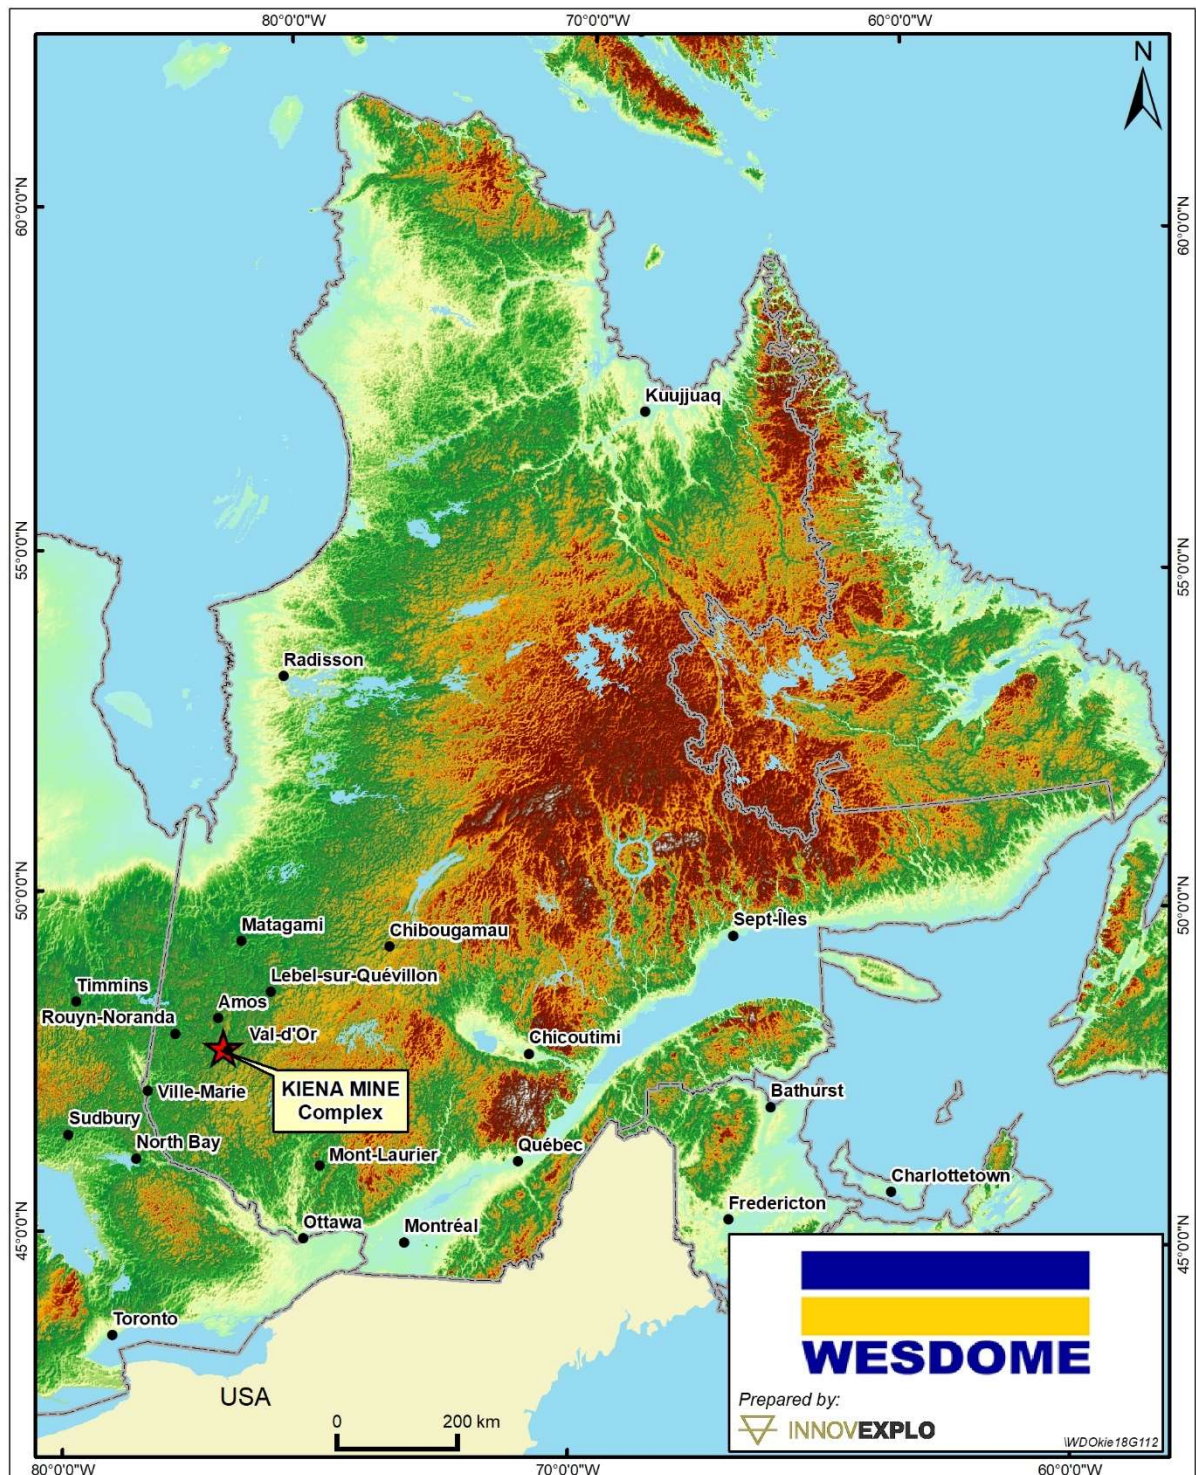 80°0'0"W
70°0'0"W
60°0'0"W
N
60°0'0"N
60°0'0"N
Kuujjuaq
55°0'0"N
55°0'0"N
Radisson
50°0'0"N
50°0'0"N
Sept-Îles
Matagami
Chibougamau
Timmins
Lebel-sur-Quévillon
Amos
Rouyn-Noranda
Val-d'Or
Chicoutimi
KIENA MINE
Complex
Ville-Marie
Bathurst
Sudbury
North Bay
Mont-Laurier
Québec
Charlottetown
Fredericton
Ottawa
Montréal
45°0'0"N
45°0'0"N
Toronto
WESDOME
USA
Prepared by:
0
200 km
INNOVEXPLO
\WDOkie18G112
80°0'0"W
70°0'0"W
60°0'0"W